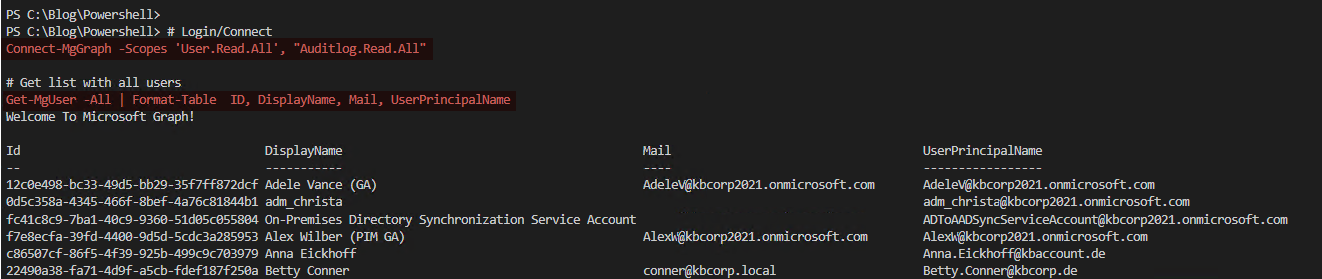 PS C:\Blog\Powershell>
PS C:\Blog\Powershell> # Login/Connect
Connect-MgGraph -Scopes 'User.Read.All', "Auditlog.Read.All"
# Get list with all users
Get-MgUser -All | Format-Table  ID, DisplayName, Mail, UserPrincipalName
Welcome To Microsoft Graph!
Id DisplayName Mail UserPrincipalName
-- ----------- ---- -----------------
12c0e498-bc33-49d5-bb29-35f7ff872dcf Adele Vance (GA) AdeleV@kbcorp2021.onmicrosoft.com AdeleV@kbcorp2021.onmicrosoft.com
0d5c358a-4345-466f-8bef-4a76c81844b1 adm_christa adm_christa@kbcorp2021.onmicrosoft.com
fc41c8c9-7ba1-40c9-9360-51d05c055804 On-Premises Directory Synchronization Service Account ADToAADSyncServiceAccount@kbcorp2021.onmicrosoft.com
f7e8ecfa-39fd-4400-9d5d-5cdc3a285953 Alex Wilber (PIM GA) AlexW@kbcorp2021.onmicrosoft.com AlexW@kbcorp2021.onmicrosoft.com
c86507cf-86f5-4f39-925b-499c9c703979 Anna Eickhoff Anna.Eickhoff@kbaccount.de
22490a38-fa71-4d9f-a5cb-fdef187f250a Betty Conner conner@kbcorp.local Betty.Conner@kbcorp.de